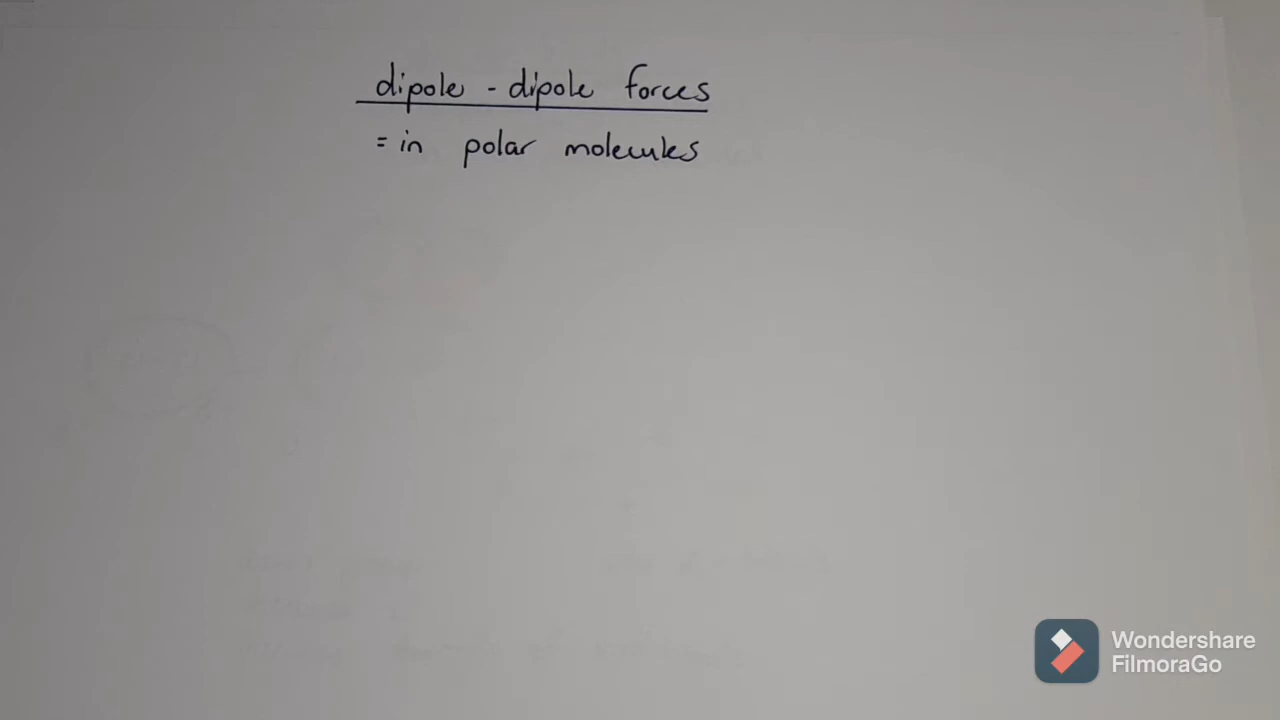 dipole - dipole forces
= in polar molecules
Wondershare
FilmoraGo